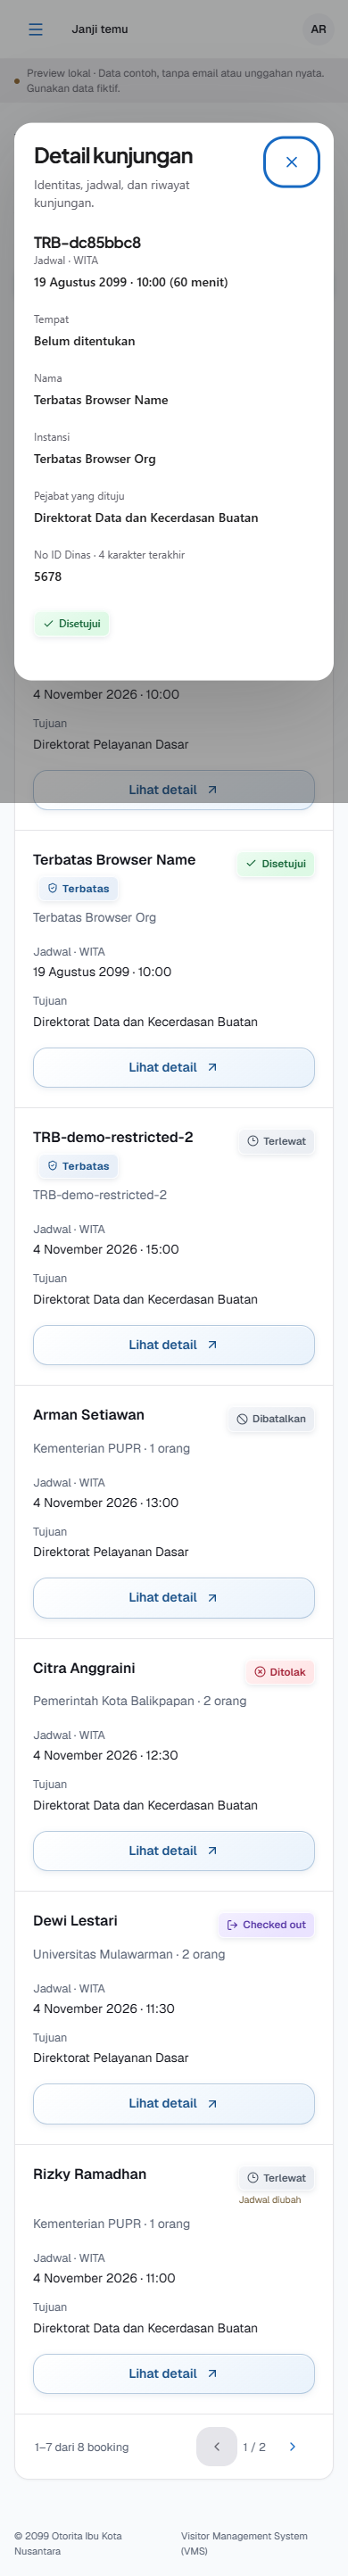 Janji temu
AR
Preview lokal · Data contoh, tanpa email atau unggahan nyata.
Gunakan data fiktif.
Detail kunjungan
Identitas, jadwal, dan riwayat
kunjungan.
TRB-dc85bbc8
Jadwal · WITA
19 Agustus 2099 · 10:00 (60 menit)
Tempat
Belum ditentukan
Nama
Terbatas Browser Name
Instansi
Terbatas Browser Org
Pejabat yang dituju
Direktorat Data dan Kecerdasan Buatan
No ID Dinas · 4 karakter terakhir
5678
Disetujui
4 November 2026 · 10:00
Tujuan
Direktorat Pelayanan Dasar
Lihat detail
Terbatas Browser Name
Disetujui
Terbatas
Terbatas Browser Org
Jadwal · WITA
19 Agustus 2099 · 10:00
Tujuan
Direktorat Data dan Kecerdasan Buatan
Lihat detail
TRB-demo-restricted-2
Terlewat
Terbatas
TRB-demo-restricted-2
Jadwal · WITA
4 November 2026 · 15:00
Tujuan
Direktorat Data dan Kecerdasan Buatan
Lihat detail
Arman Setiawan
Dibatalkan
Kementerian PUPR · 1 orang
Jadwal · WITA
4 November 2026 · 13:00
Tujuan
Direktorat Pelayanan Dasar
Lihat detail
Citra Anggraini
Ditolak
Pemerintah Kota Balikpapan · 2 orang
Jadwal · WITA
4 November 2026 · 12:30
Tujuan
Direktorat Data dan Kecerdasan Buatan
Lihat detail
Dewi Lestari
Checked out
Universitas Mulawarman · 2 orang
Jadwal · WITA
4 November 2026 · 11:30
Tujuan
Direktorat Pelayanan Dasar
Lihat detail
Rizky Ramadhan
Terlewat
Jadwal diubah
Kementerian PUPR · 1 orang
Jadwal · WITA
4 November 2026 · 11:00
Tujuan
Direktorat Data dan Kecerdasan Buatan
Lihat detail
1–7 dari 8 booking
1 / 2
© 2099 Otorita Ibu Kota
Nusantara
Visitor Management System
(VMS)